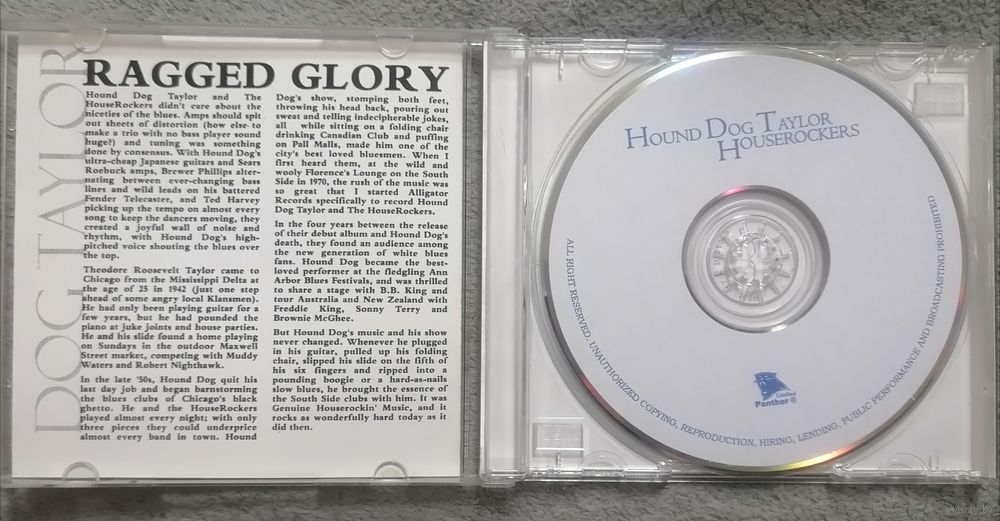 DOG TAYLOR
RAGGED GLORY
Hound Dog Taylor and The
HouseRockers didn't care about the
niceties of the blues. Amps should spit
out sheets of distortion (how else to
make a trio with no bass player sound
huge?) and tuning was something
done by consensus. With Hound Dog's
ultra-cheap Japanese guitars and Sears
Roebuck amps, Brewer Phillips alter-
nating between ever-changing bass
lines and wild leads on his battered
Fender Telecaster, and Ted Harvey
picking up the tempo on almost every
song to keep the dancers moving, they
created a joyful wall of noise and
rhythm, with Hound Dog's high-
pitched voice shouting the blues over
the top.
Theodore Roosevelt Taylor came to
Chicago from the Mississippi Delta at
the age of 25 in 1942 (just one step
ahead of some angry local Klansmen).
He had only been playing guitar for a
few years, but he had pounded the
piano at juke joints and house parties.
He and his slide found a home playing
on Sundays in the outdoor Maxwell
Street market, competing with Muddy
Waters and Robert Nighthawk.
In the late '50s, Hound Dog quit his
last day job and began barnstorming
the blues clubs of Chicago's black
ghetto. He and the HouseRockers
played almost every night; with only
three pieces they could underprice
almost every band in town. Hound
Dog's show, stomping both feet,
throwing his head back, pouring out
sweat and telling indecipherable jokes,
all while sitting on a folding chair
drinking Canadian Club and puffing
on Pall Malls, made him one of the
city's best loved bluesmen. When I
first heard them, at the wild and
wooly Florence's Lounge on the South
Side in 1970, the rush of the music was
so great that I started Alligator
Records specifically to record Hound
Dog Taylor and The HouseRockers.
In the four years between the release
of their debut album and Hound Dog's
death, they found an audience among
the new generation of white blues
fans. Hound Dog became the best-
loved performer at the fledgling Ann
Arbor Blues Festivals, and was thrilled
to share a stage with B.B. King and
tour Australia and New Zealand with
Freddie King, Sonny Terry and
Brownie McGhee.
But Hound Dog's music and his show
never changed. Whenever he plugged
in his guitar, pulled up his folding
chair, slipped his slide on the fifth of
his six fingers and ripped into a
pounding boogie or a hard-as-nails
slow blues, he brought the essence of
the South Side clubs with him. It was
Genuine Houserockin' Music, and it
rocks as wonderfully hard today as it
did then.
HOUND DOG TAYLOR
HOUSEROCKERS
Limited
Panther ®
ALL RIGHT RESERVED. UNAUTHORIZED COPYING, REPRODUCTION, HIRING, LENDING, PUBLIC PERFORMANCE AND BROADCASTING PROHIBITED